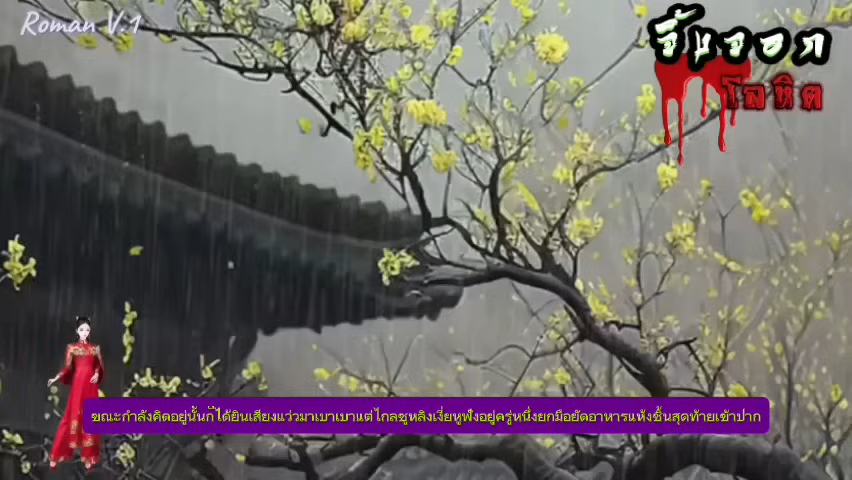 Roman V.1
จิ้นจอก
โลหิต
ขณะกำลังคิดอยู่นั้นก็ได้ยินเสียงแว่วมาเบาเบาแต่ไกลซูหลิงเงี่ยหูฟังอยู่ครู่หนึ่งยกมือยัดอาหารแห้งชิ้นสุดท้ายเข้าปาก